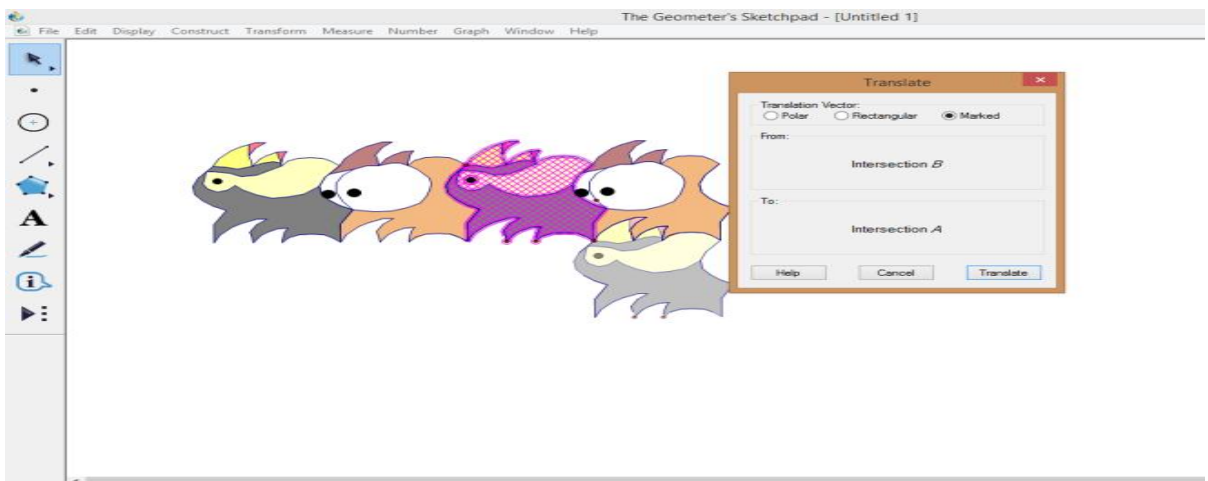 The Geometer's Sketchpad - [Untitled 1]
File Edit Display Construct Transform Measure Number Graph Window Help
Translate
Translation Vector:
Polar Rectangular Marked
From:
Intersection B
To:
Intersection A
Help Cancel Translate
A